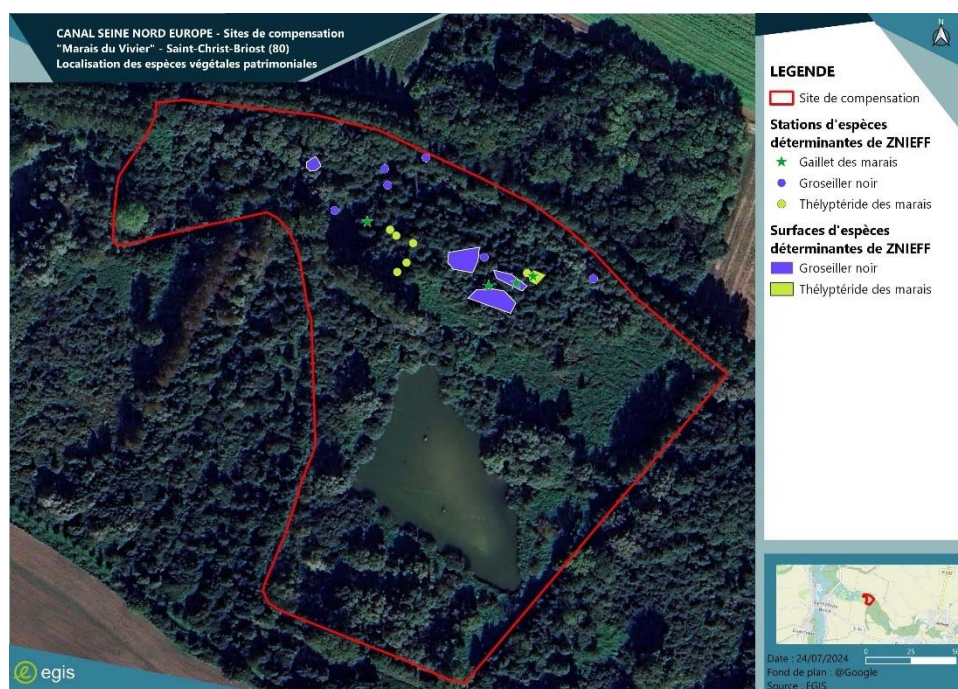 CANAL SEINE NORD EUROPE - Sites de compensation
"Marais du Vivier" - Saint-Christ-Briost (80)
Localisation des espèces végétales patrimoniales
N
LEGENDE
Site de compensation
Stations d'espèces
déterminantes de ZNIEFF
Gaillet des marais
Groseiller noir
Thélyptéride des marais
Surfaces d'espèces
déterminantes de ZNIEFF
Groseiller noir
Thélyptéride des marais
Date : 24/07/2024
Fond de plan : @Google
Source : EGIS
0 25 50
egis